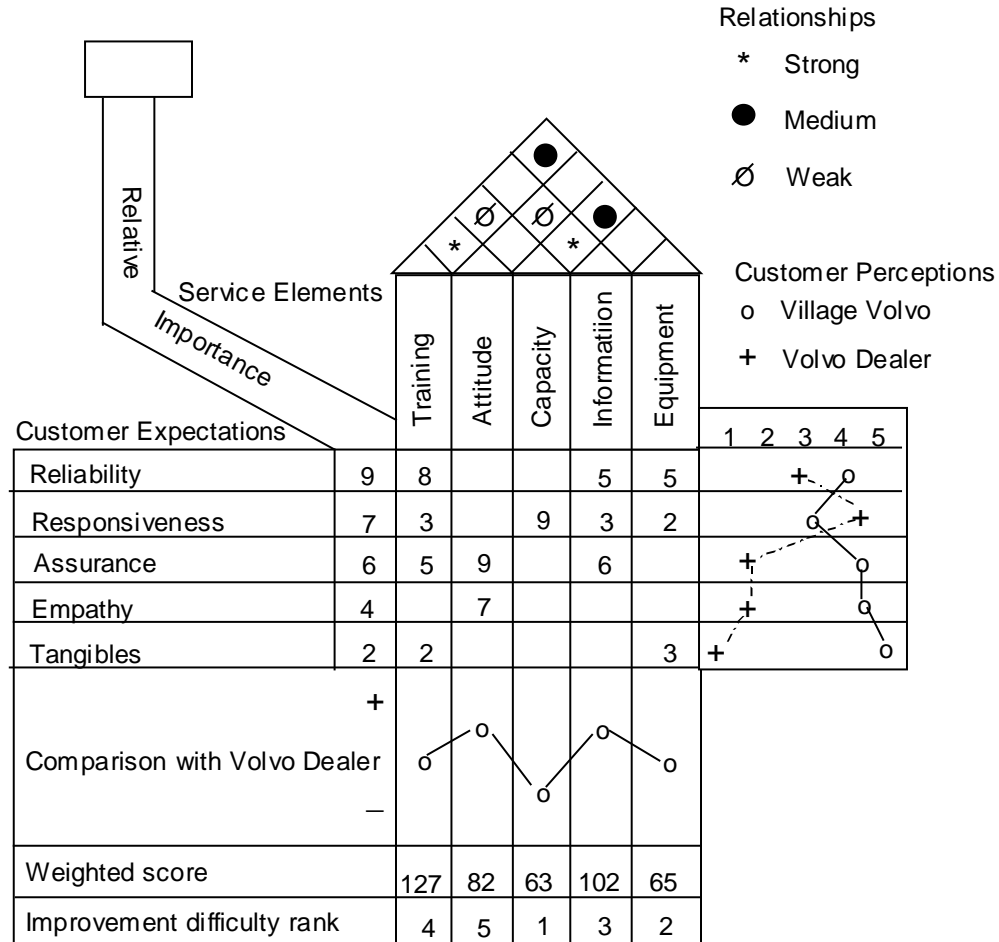 Relationships
* Strong
● Medium
Ø Weak
Relative
Importance
* Ø Ø ● * ●
Service Elements
Customer Perceptions
o Village Volvo
+ Volvo Dealer
Training
Attitude
Capacity
Informatiion
Equipment
Customer Expectations
1 2 3 4 5
Reliability 9 8 5 5
Responsiveness 7 3 9 3 2
Assurance 6 5 9 6
Empathy 4 7
Tangibles 2 2 3
+
Comparison with Volvo Dealer
_
Weighted score 127 82 63 102 65
Improvement difficulty rank 4 5 1 3 2